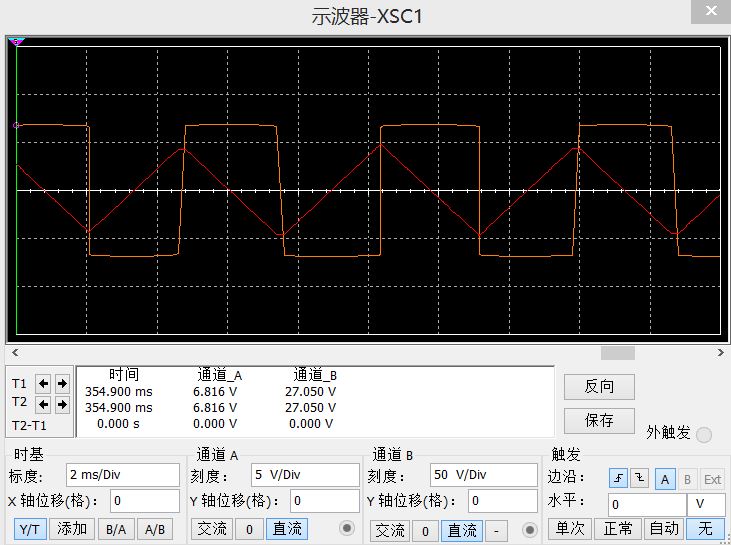 示波器-XSC1
时间 通道_A 通道_B
T1 354.900 ms 6.816 V 27.050 V
T2 354.900 ms 6.816 V 27.050 V
T2-T1 0.000 s 0.000 V 0.000 V
反向
保存
外触发
时基
标度: 2 ms/Div
X 轴位移(格): 0
Y/T 添加 B/A A/B
通道 A
刻度: 5 V/Div
Y 轴位移(格): 0
交流 0 直流
通道 B
刻度: 50 V/Div
Y 轴位移(格): 0
交流 0 直流 -
触发
边沿: A B Ext
水平: 0 V
单次 正常 自动 无